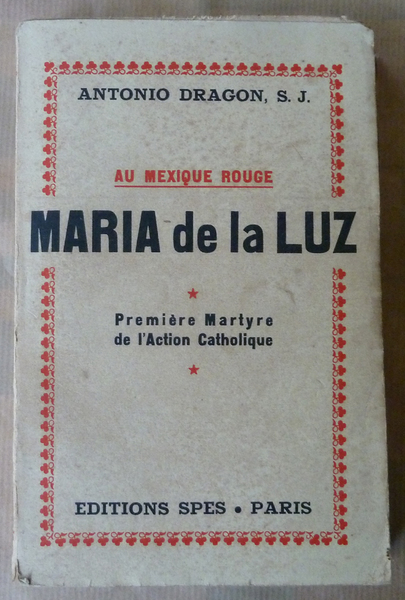 ANTONIO DRAGON, S. J.
AU MEXIQUE ROUGE
MARIA de la LUZ
Première Martyre
de l'Action Catholique
EDITIONS SPES • PARIS